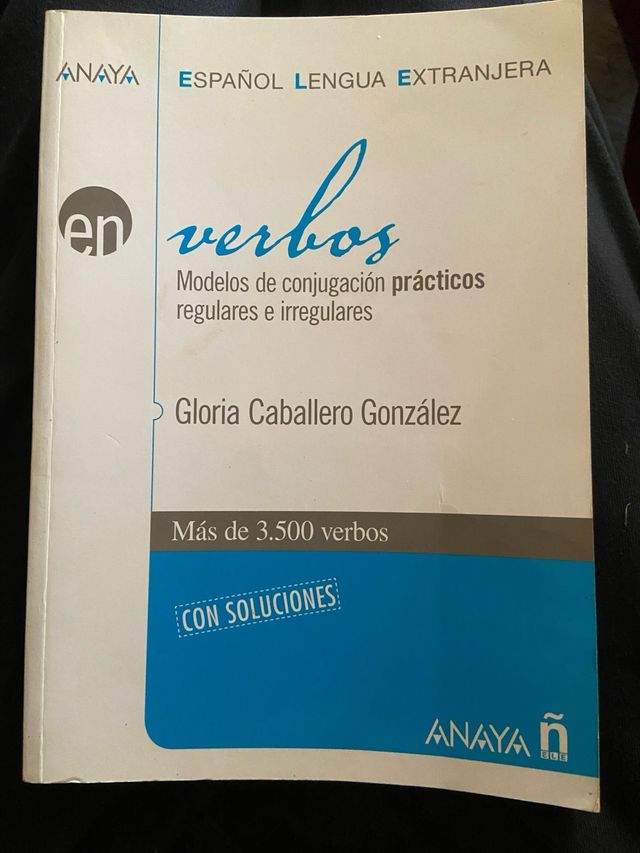 ANAYA
ESPAÑOL LENGUA EXTRANJERA
en
verbos
Modelos de conjugación prácticos
regulares e irregulares
Gloria Caballero González
Más de 3.500 verbos
CON SOLUCIONES
ANAYA ñ
ELE